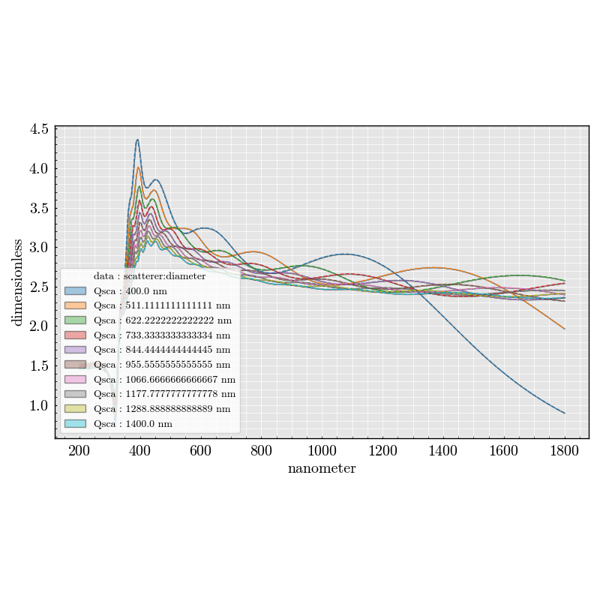 4.5
4.0
3.5
3.0
2.5
2.0
1.5
1.0
dimensionless
data : scatterer:diameter
Qsca : 400.0 nm
Qsca : 511.1111111111111 nm
Qsca : 622.2222222222222 nm
Qsca : 733.3333333333334 nm
Qsca : 844.4444444444445 nm
Qsca : 955.5555555555555 nm
Qsca : 1066.6666666666667 nm
Qsca : 1177.7777777777778 nm
Qsca : 1288.888888888889 nm
Qsca : 1400.0 nm
200 400 600 800 1000 1200 1400 1600 1800
nanometer